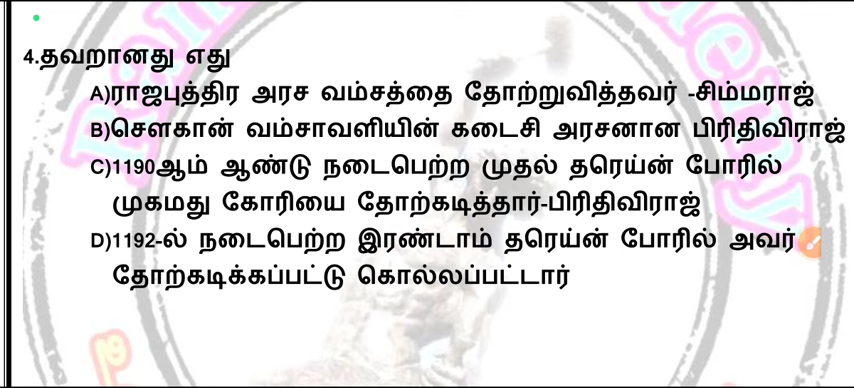 4.தவறானது எது
A)ராஜபுத்திர அரச வம்சத்தை தோற்றுவித்தவர் -சிம்மராஜ்
B)சௌகான் வம்சாவளியின் கடைசி அரசனான பிரிதிவிராஜ்
C)1190ஆம் ஆண்டு நடைபெற்ற முதல் தரெய்ன் போரில்
முகமது கோரியை தோற்கடித்தார்-பிரிதிவிராஜ்
D)1192-ல் நடைபெற்ற இரண்டாம் தரெய்ன் போரில் அவர்
தோற்கடிக்கப்பட்டு கொல்லப்பட்டார்